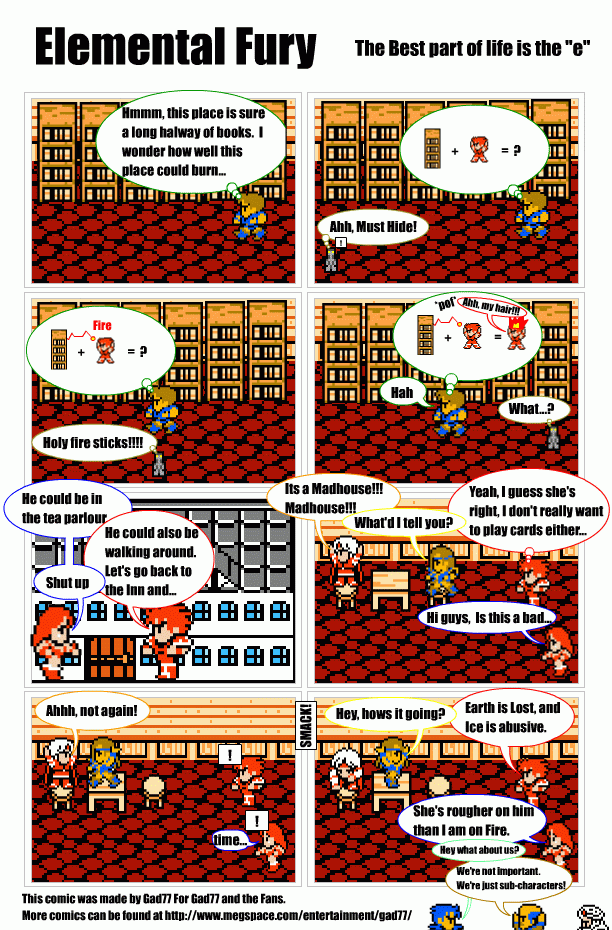 Elemental Fury
The Best part of life is the "e"
Hmmm, this place is sure
a long halway of books. I
wonder how well this
place could burn...
+ = ?
Ahh, Must Hide!
!
Fire
+ = ?
Holy fire sticks!!!!
*pof*
Ahh, my hair!!!
+ =
Hah
What...?
He could be in
the tea parlour
Shut up
He could also be
walking around.
Let's go back to
the Inn and...
Its a Madhouse!!!
Madhouse!!!
What'd I tell you?
Yeah, I guess she's
right, I don't really want
to play cards either...
Hi guys, Is this a bad...
Ahhh, not again!
!
!
time...
SMACK!
Hey, hows it going?
Earth is Lost, and
Ice is abusive.
She's rougher on him
than I am on Fire.
Hey what about us?
We're not important.
We're just sub-characters!
This comic was made by Gad77 For Gad77 and the Fans.
More comics can be found at http://www.megspace.com/entertainment/gad77/